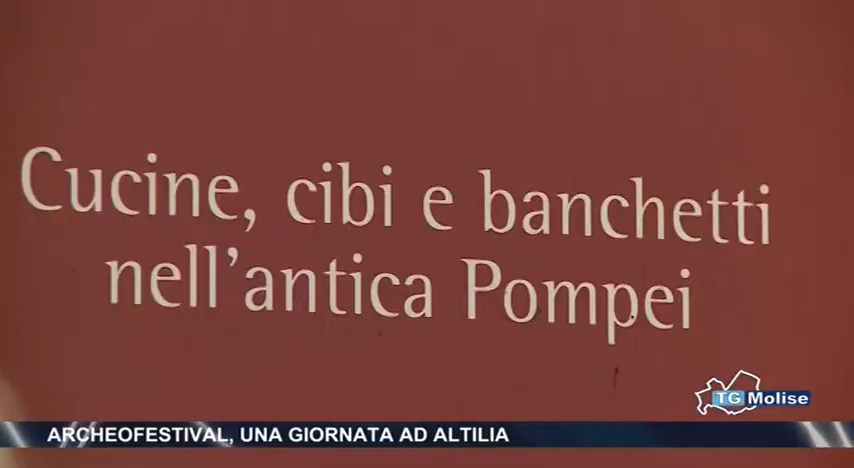 Cucine, cibi e banchetti
nell'antica Pompei
TG Molise
ARCHEOFESTIVAL, UNA GIORNATA AD ALTILIA